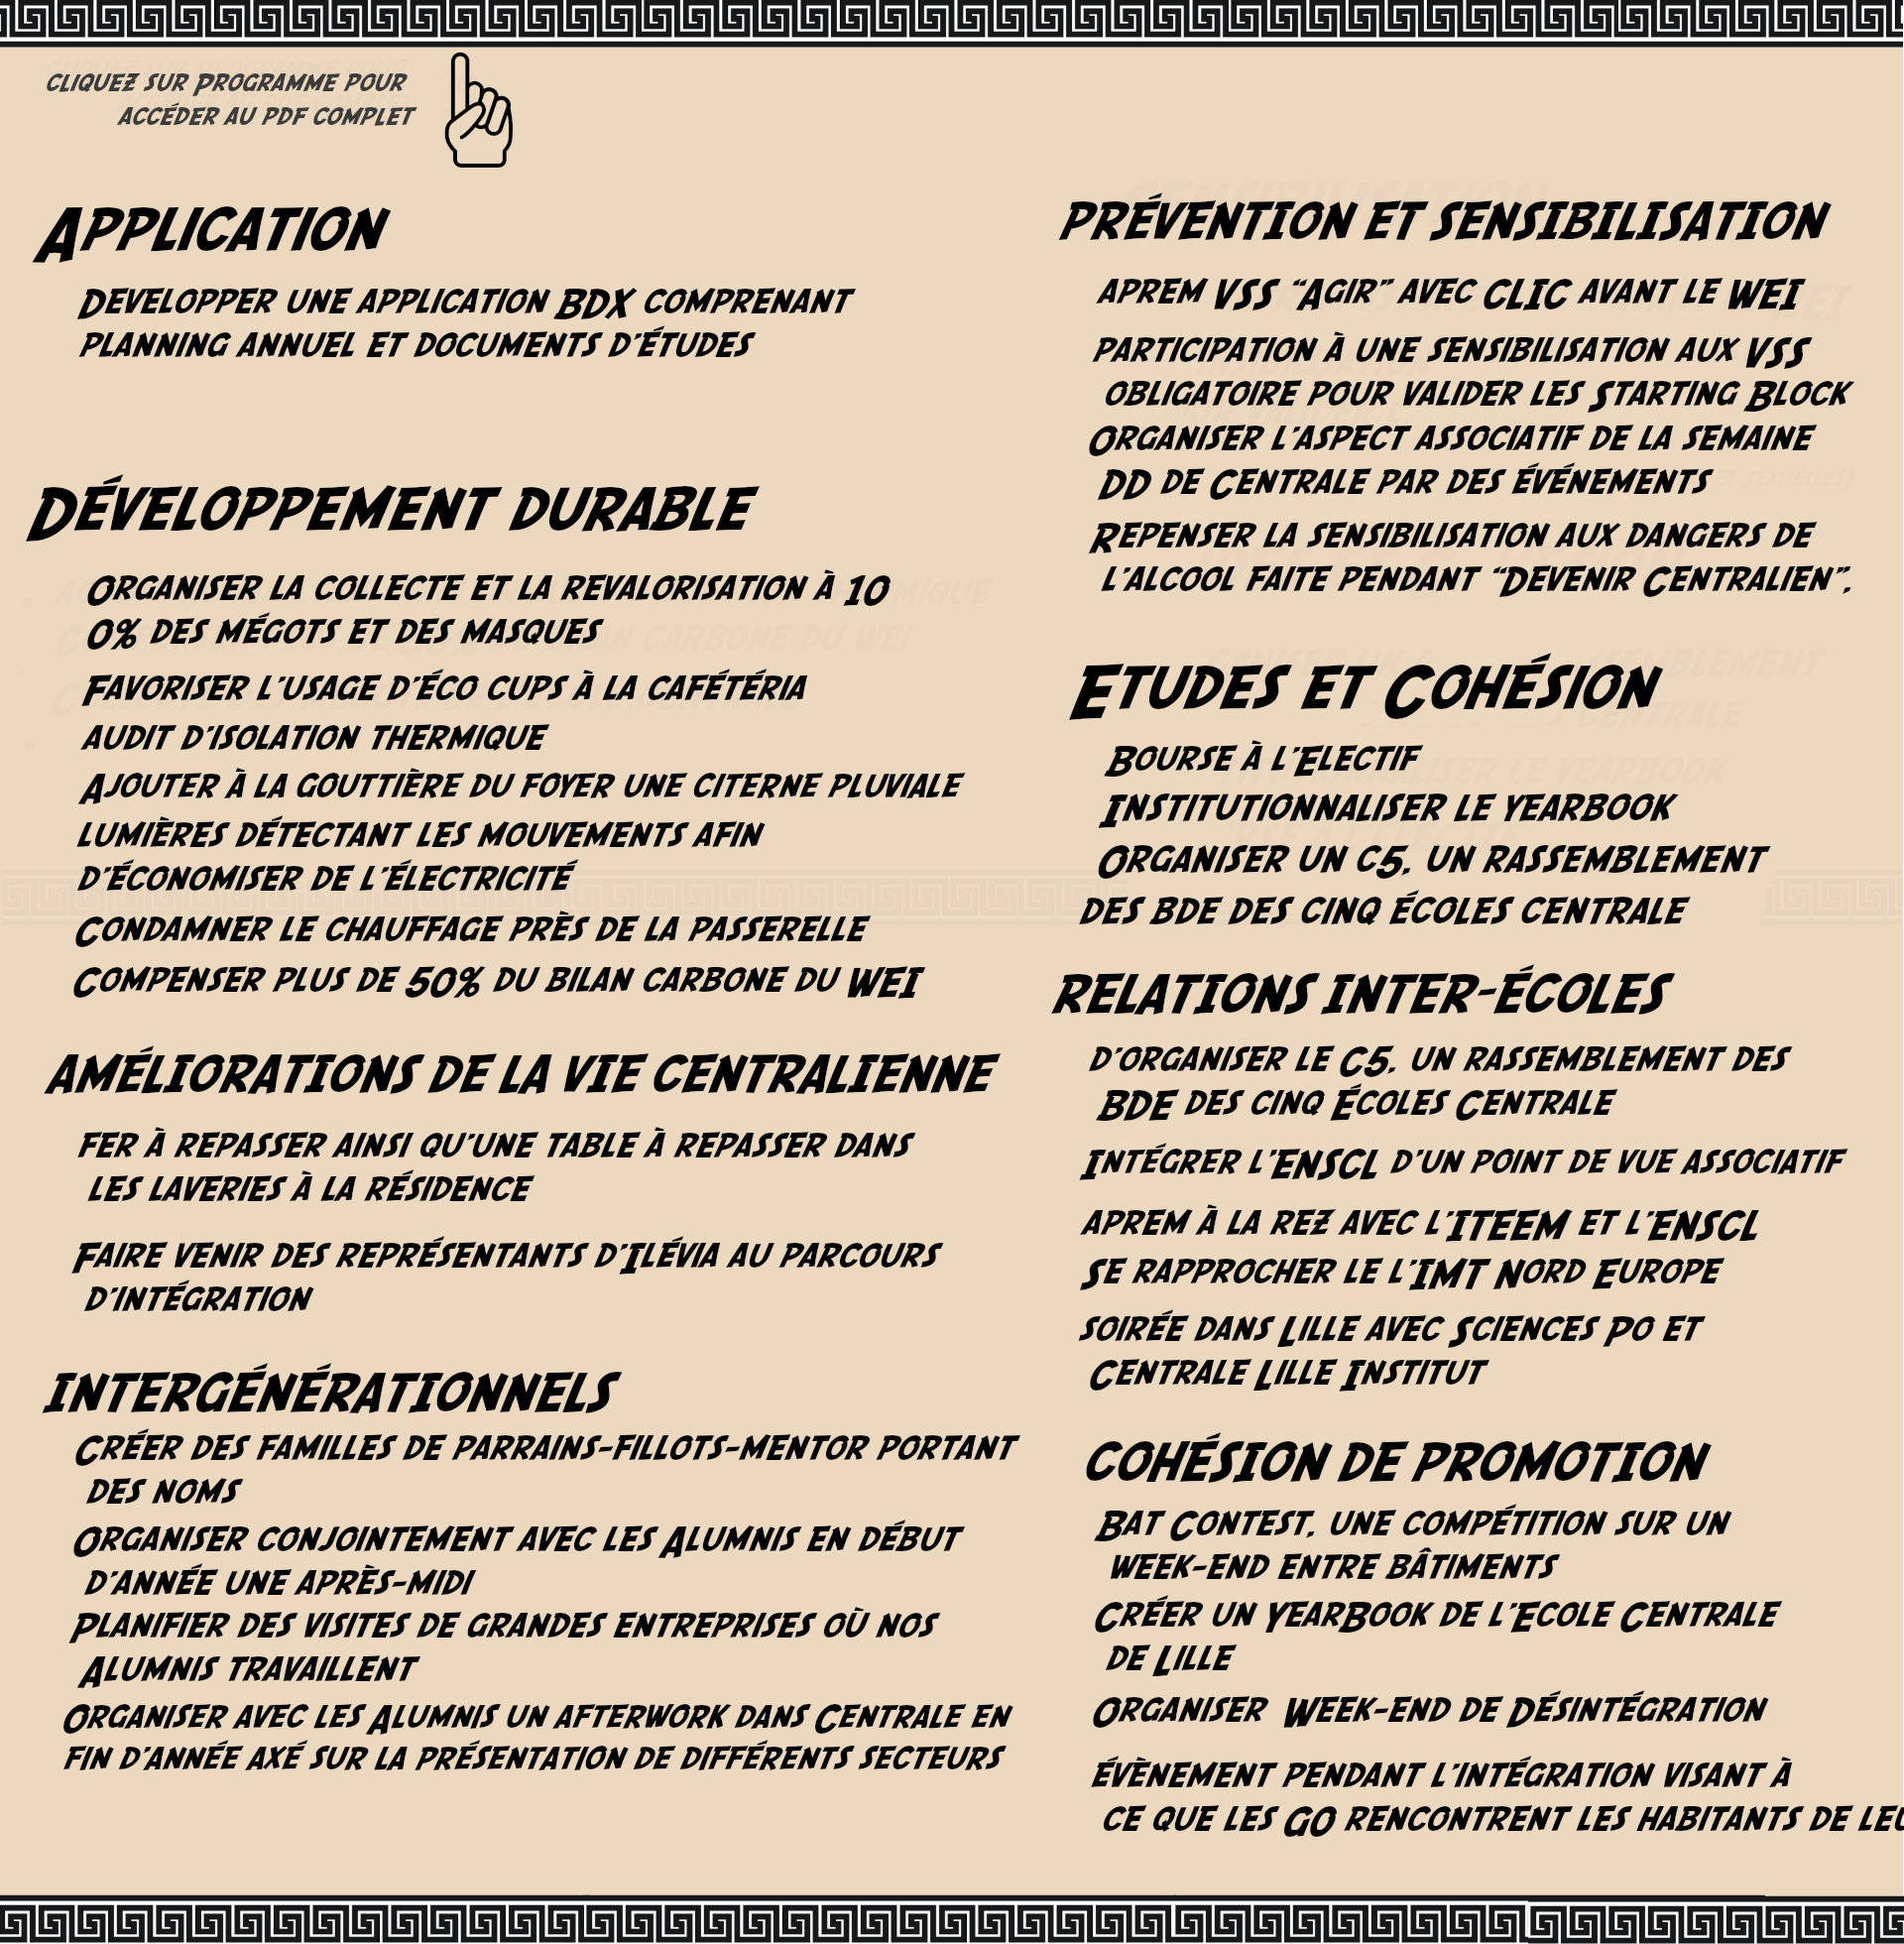 cliquez sur Programme pour
accéder au pdf complet
Application
Developper une application BDX comprenant
planning annuel et documents d'études
Développement durable
Organiser la collecte et la revalorisation à 10
0% des mégots et des masques
Favoriser l'usage d'éco cups à la cafétéria
audit d'isolation thermique
Ajouter à la gouttière du foyer une citerne pluviale
lumières détectant les mouvements afin
d'économiser de l'électricité
Condamner le chauffage près de la passerelle
Compenser plus de 50% du bilan carbone du WEI
améliorations de la vie centralienne
fer à repasser ainsi qu'une table à repasser dans
les laveries à la résidence
Faire venir des représentants d'Ilévia au parcours
d'intégration
intergénérationnels
Créer des familles de parrains-fillots-mentor portant
des noms
Organiser conjointement avec les Alumnis en début
d'année une après-midi
Planifier des visites de grandes entreprises où nos
Alumnis travaillent
Organiser avec les Alumnis un afterwork dans Centrale en
fin d'année axé sur la présentation de différents secteurs
prévention et sensibilisation
aprem VSS “Agir” avec CLIC avant le WEI
participation à une sensibilisation aux VSS
obligatoire pour valider les Starting Block
Organiser l'aspect associatif de la semaine
DD de Centrale par des événements
Repenser la sensibilisation aux dangers de
l'alcool faite pendant “Devenir Centralien”.
Etudes et Cohésion
Bourse à l'Electif
Institutionnaliser le yearbook
Organiser un c5, un rassemblement
des bde des cinq écoles centrale
relations inter-écoles
d'organiser le C5, un rassemblement des
BDE des cinq Écoles Centrale
Intégrer l'ENSCL d'un point de vue associatif
aprem à la rez avec l'ITEEM et l'ENSCL
Se rapprocher le l'IMT Nord Europe
soirée dans Lille avec Sciences Po et
Centrale Lille Institut
cohésion de promotion
Bat Contest, une compétition sur un
week-end entre bâtiments
Créer un YearBook de l'Ecole Centrale
de Lille
Organiser Week-end de Désintégration
évènement pendant l'intégration visant à
ce que les GO rencontrent les habitants de